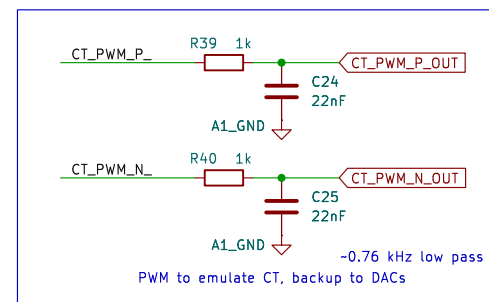 R39 1k
CT_PWM_P_
CT_PWM_P_OUT
C24
22nF
A1_GND
R40 1k
CT_PWM_N_
CT_PWM_N_OUT
C25
22nF
A1_GND
~0.76 kHz low pass
PWM to emulate CT, backup to DACs